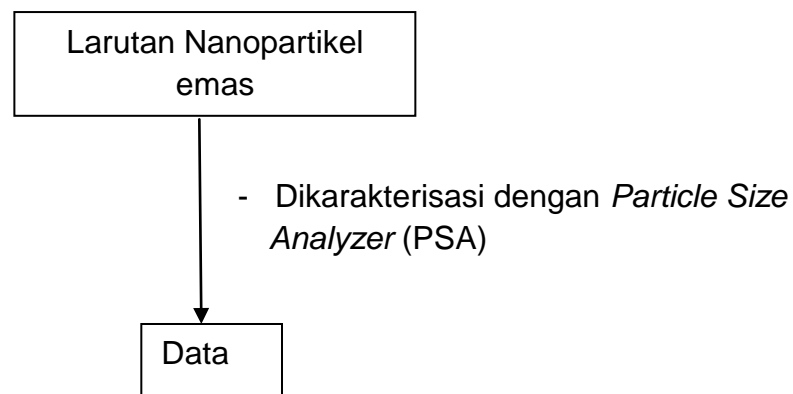 Larutan Nanopartikel
emas
- Dikarakterisasi dengan Particle Size
Analyzer (PSA)
Data